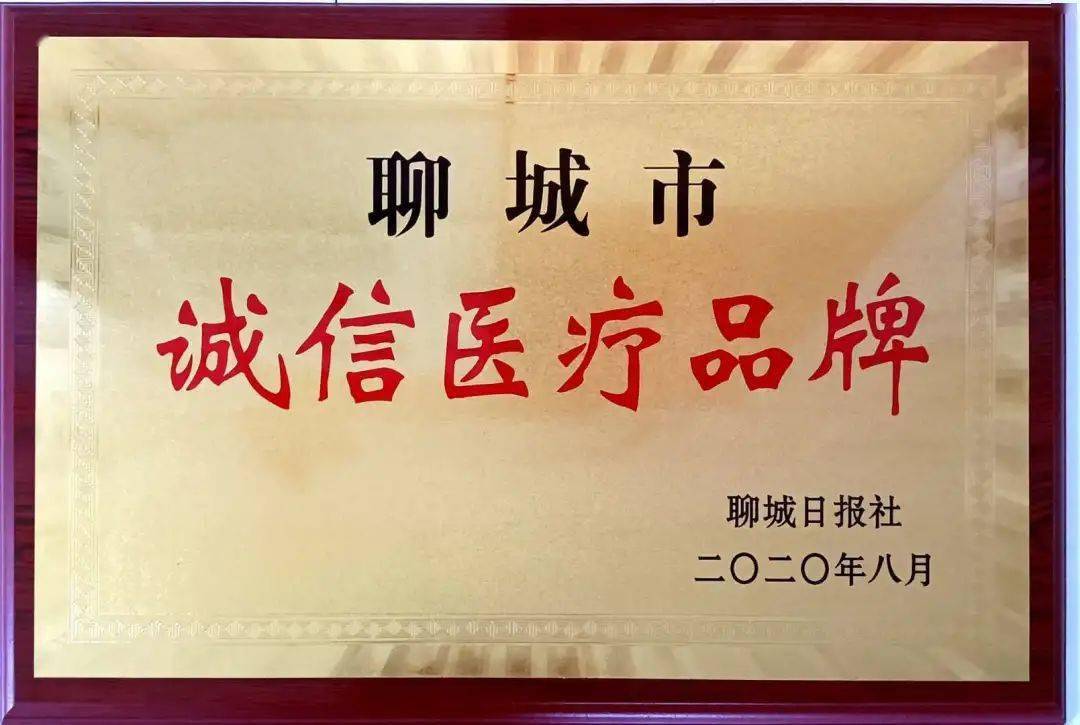 聊城市
诚信医疗品牌
聊城日报社
二〇二〇年八月